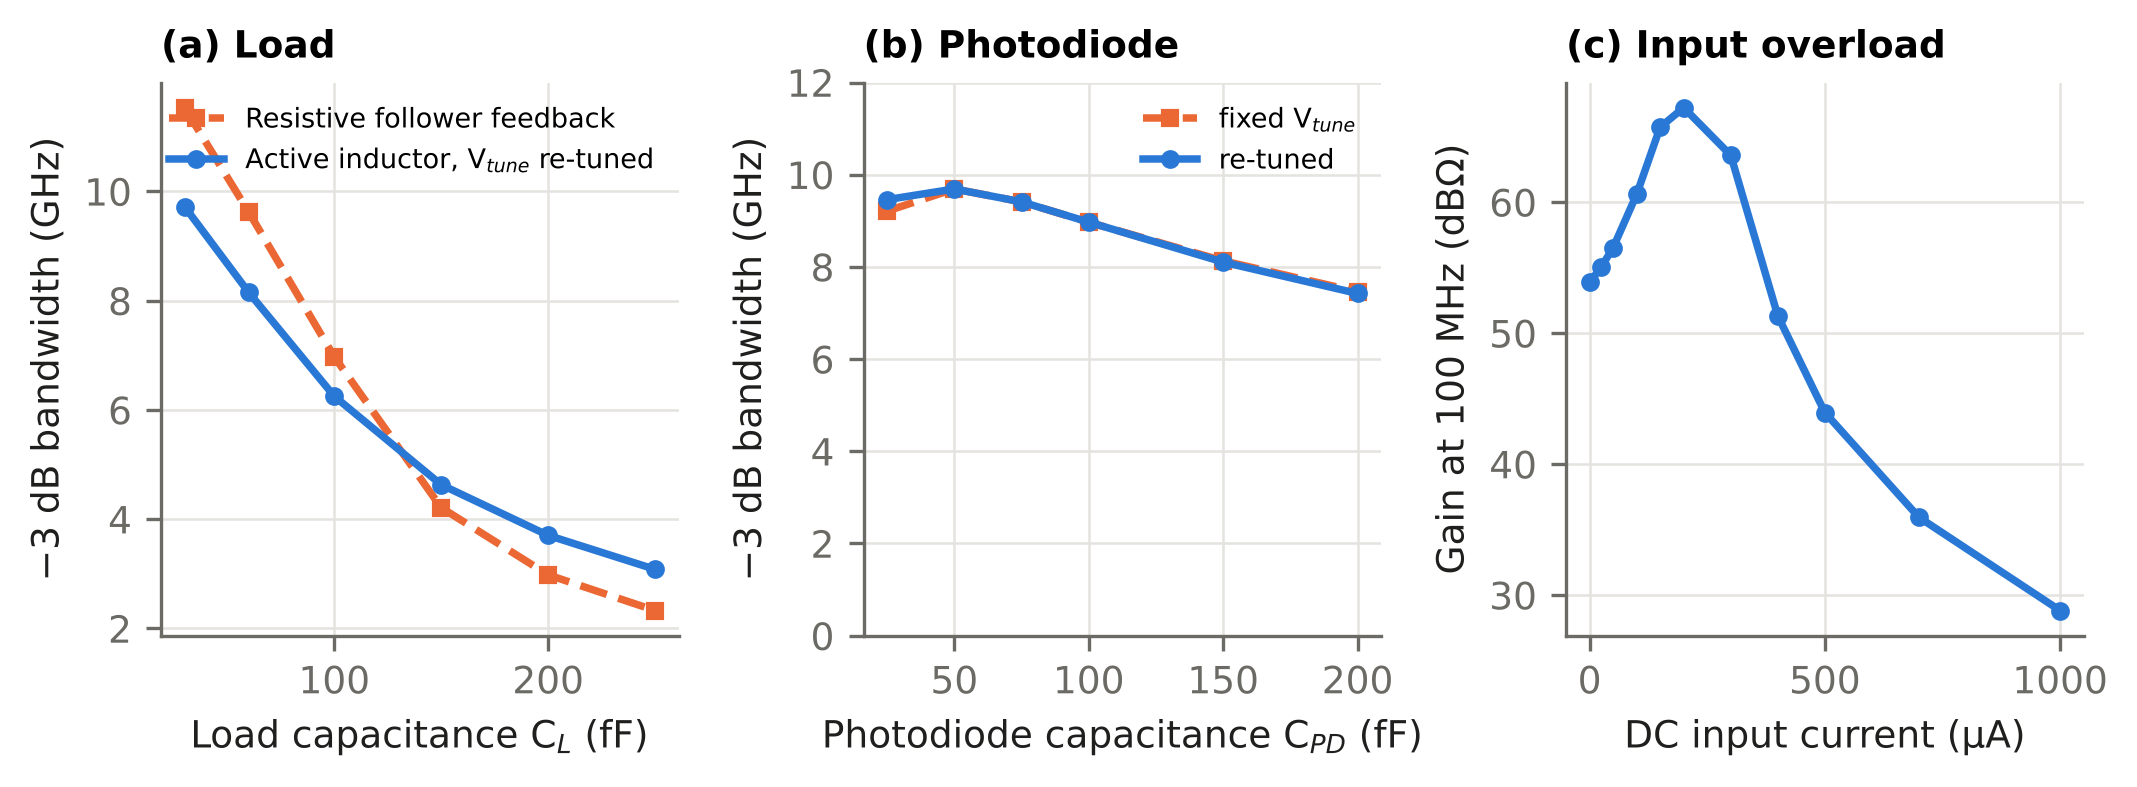 (a) Load
Resistive follower feedback
Active inductor, Vtune re-tuned
−3 dB bandwidth (GHz)
10
8
6
4
2
100
200
Load capacitance CL (fF)
(b) Photodiode
fixed Vtune
re-tuned
−3 dB bandwidth (GHz)
12
10
8
6
4
2
0
50
100
150
200
Photodiode capacitance CPD (fF)
(c) Input overload
Gain at 100 MHz (dBΩ)
60
50
40
30
0
500
1000
DC input current (µA)